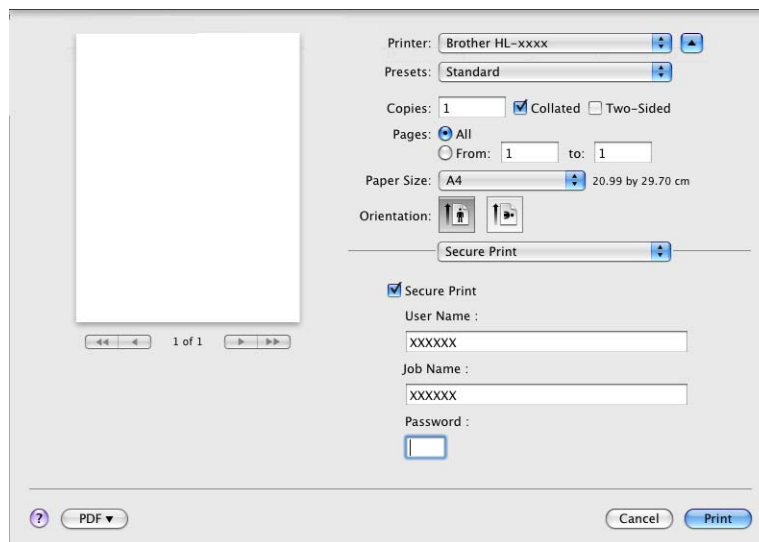 Printer: Brother HL-xxxx
Presets: Standard
Copies: 1 Collated Two-Sided
Pages: All
From: 1 to: 1
Paper Size: A4 20.99 by 29.70 cm
Orientation:
Secure Print
Secure Print
User Name :
XXXXXX
1 of 1
Job Name :
XXXXXX
Password :
? PDF▼ Cancel Print